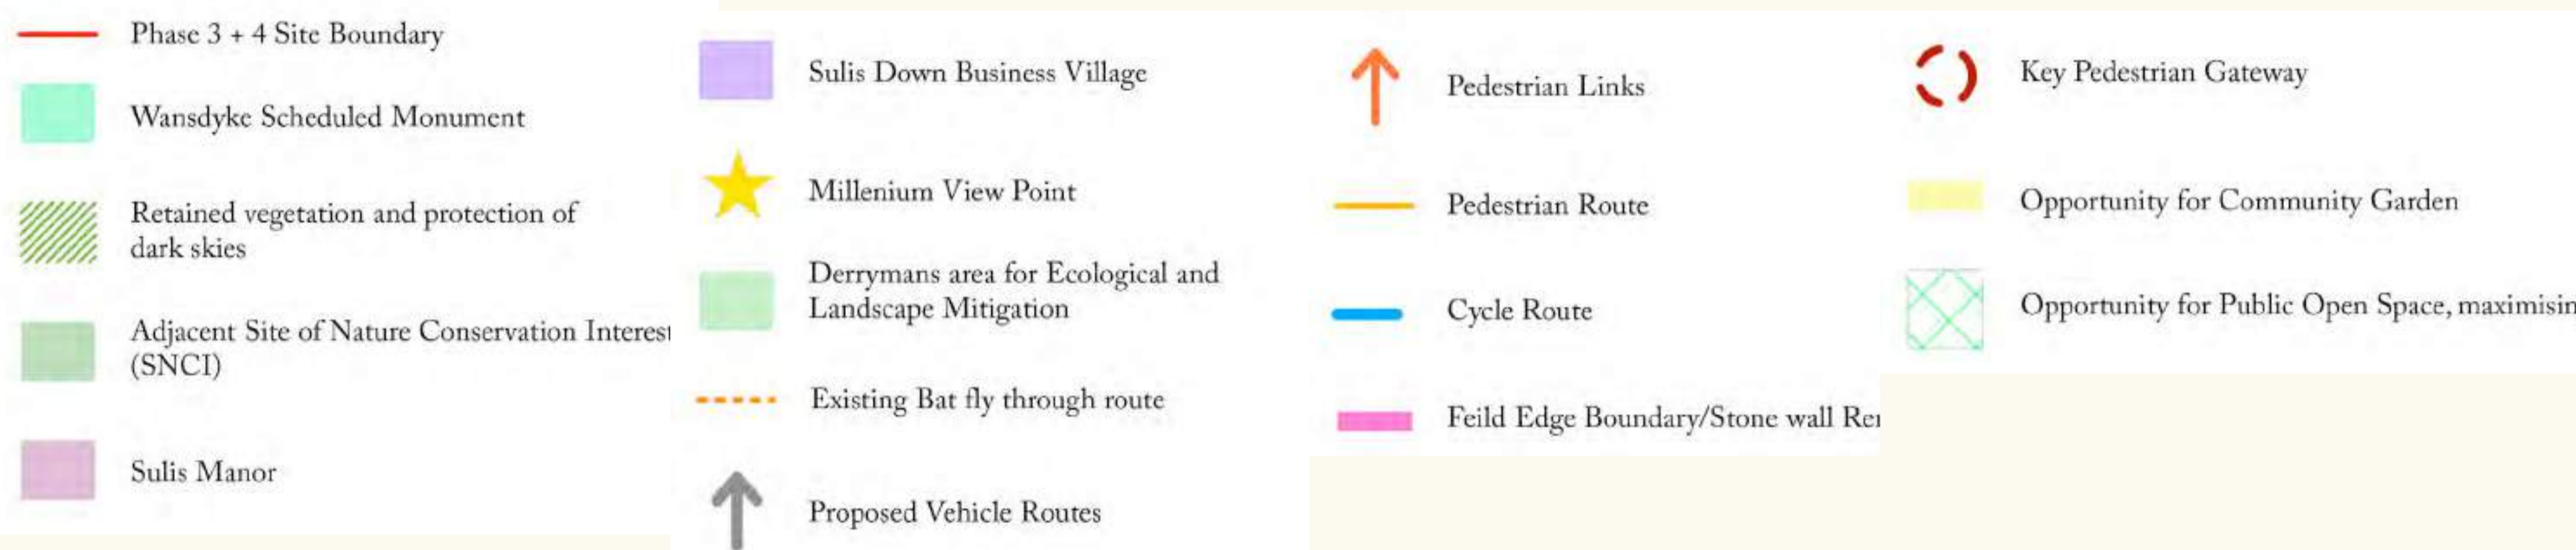 Phase 3 + 4 Site Boundary
Wansdyke Scheduled Monument
Retained vegetation and protection of
dark skies
Adjacent Site of Nature Conservation Interest
(SNCI)
Sulis Manor
Sulis Down Business Village
Millenium View Point
Derrymans area for Ecological and
Landscape Mitigation
Existing Bat fly through route
Proposed Vehicle Routes
Pedestrian Links
Pedestrian Route
Cycle Route
Feild Edge Boundary/Stone wall
Key Pedestrian Gateway
Opportunity for Community Garden
Opportunity for Public Open Space,